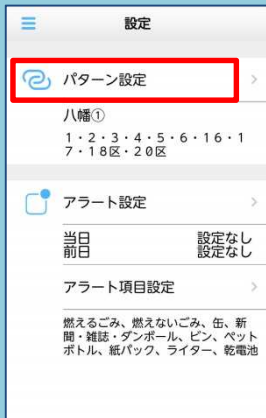 設定
パターン設定
八幡①
1・2・3・4・5・6・16・1
7・18区・20区
アラート設定
当日 設定なし
前日 設定なし
アラート項目設定
燃えるごみ、燃えないごみ、缶、新
聞・雑誌・ダンボール、ビン、ペット
ボトル、紙パック、ライター、乾電池